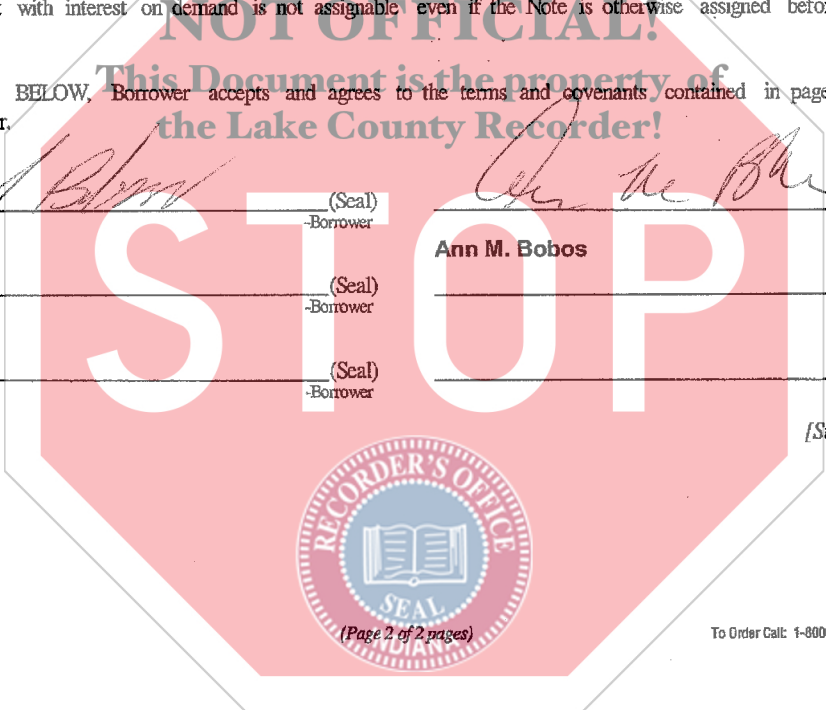 with interest on demand is not assignable even if the Note is otherwise assigned befo
NOT OFFICIAL!
This Document is the property of
BELOW, Borrower accepts and agrees to the terms and covenants contained in page
r.
the Lake County Recorder!
(Seal)
-Borrower
Ann M. Bobos
(Seal)
-Borrower
(Seal)
-Borrower
STOP
[S
RECORDER'S OFFICE
SEAL
INDIANA
(Page 2 of 2 pages)
To Order Call: 1-800